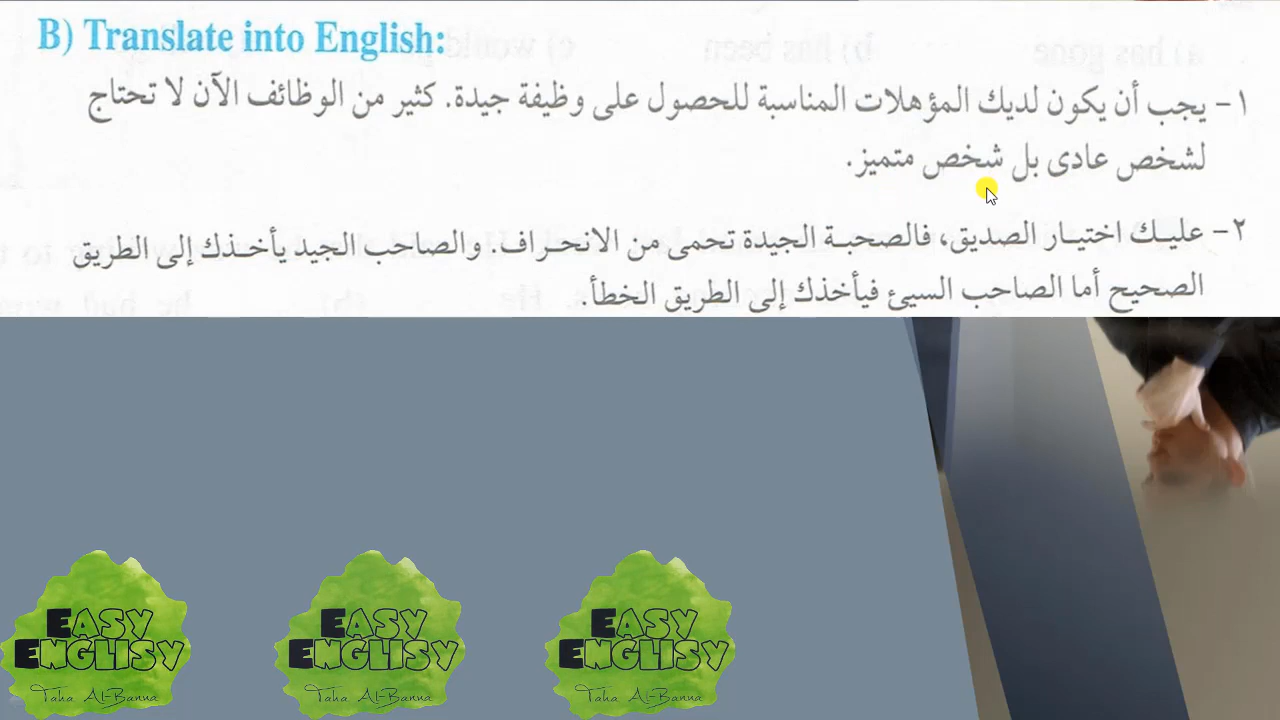 B) Translate into English:
١- يجب أن يكون لديك المؤهلات المناسبة للحصول على وظيفة جيدة. كثير من الوظائف الآن لا تحتاج
لشخص عادى بل شخص متميز.
٢- عليك اختيار الصديق، فالصحبة الجيدة تحمى من الانحراف. والصاحب الجيد يأخذك إلى الطريق
الصحيح أما الصاحب السيئ فيأخذك إلى الطريق الخطأ.
EASY
ENGLISY
Taha Al-Banna
EASY
ENGLISY
Taha Al-Banna
EASY
ENGLISY
Taha Al-Banna